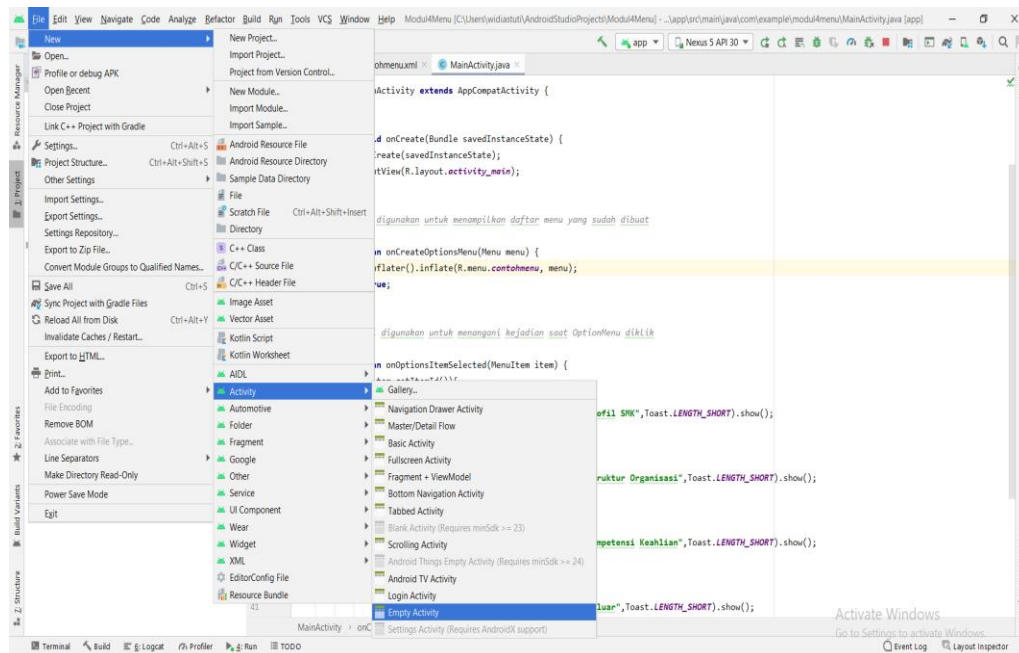 File Edit View Navigate Code Analyze Refactor Build Run Tools VCS Window Help Modul4Menu [C:\Users\widiastuti\AndroidStudioProjects\Modul4Menu] - ...\app\src\main\java\com\example\modul4menu\MainActivity.java [app]
app Nexus 5 API 30
ohmenu.xml MainActivity.java
Resource Manager
1: Project
2: Favorites
Build Variants
Z: Structure
New
Open...
Profile or debug APK
Open Recent
Close Project
Link C++ Project with Gradle
Settings... Ctrl+Alt+S
Project Structure... Ctrl+Alt+Shift+S
Other Settings
Import Settings...
Export Settings...
Settings Repository...
Export to Zip File...
Convert Module Groups to Qualified Names...
Save All Ctrl+S
Sync Project with Gradle Files
Reload All from Disk Ctrl+Alt+Y
Invalidate Caches / Restart...
Export to HTML...
Print...
Add to Favorites
File Encoding
Remove BOM
Associate with File Type...
Line Separators
Make Directory Read-Only
Power Save Mode
Exit
New Project...
Import Project...
Project from Version Control...
New Module...
Import Module...
Import Sample...
Android Resource File
Android Resource Directory
Sample Data Directory
File
Scratch File Ctrl+Alt+Shift+Insert
Directory
C++ Class
C/C++ Source File
C/C++ Header File
Image Asset
Vector Asset
Kotlin Script
Kotlin Worksheet
AIDL
Activity
Automotive
Folder
Fragment
Google
Other
Service
UI Component
Wear
Widget
XML
EditorConfig File
Resource Bundle
Gallery...
Navigation Drawer Activity
Master/Detail Flow
Basic Activity
Fullscreen Activity
Fragment + ViewModel
Bottom Navigation Activity
Tabbed Activity
Blank Activity (Requires minSdk >= 23)
Scrolling Activity
Android Things Empty Activity (Requires minSdk >= 24)
Android TV Activity
Login Activity
Empty Activity
Settings Activity (Requires AndroidX support)
Activity extends AppCompatActivity {
d onCreate(Bundle savedInstanceState) {
reate(savedInstanceState);
tView(R.layout.activity_main);
digunakan untuk menampilkan daftar menu yang sudah dibuat
n onCreateOptionsMenu(Menu menu) {
flater().inflate(R.menu.contohmenu, menu);
ue;
digunakan untuk menangani kejadian saat OptionMenu diklik
n onOptionsItemSelected(MenuItem item) {
ofil SMK",Toast.LENGTH_SHORT).show();
ruktur Organisasi",Toast.LENGTH_SHORT).show();
mpetensi Keahlian",Toast.LENGTH_SHORT).show();
luar",Toast.LENGTH_SHORT).show();
41
MainActivity onC
Activate Windows
Go to Settings to activate Windows.
Terminal Build 6: Logcat Profiler 4: Run TODO Event Log Layout Inspector